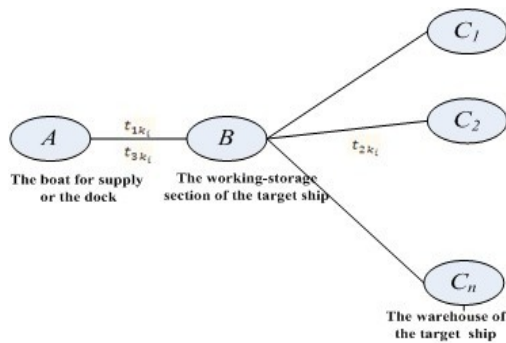 C₁
t₁ₖᵢ
A
B
C₂
t₃ₖᵢ
t₂ₖᵢ
The boat for supply
or the dock
The working-storage
section of the target ship
Cₙ
The warehouse of
the target ship